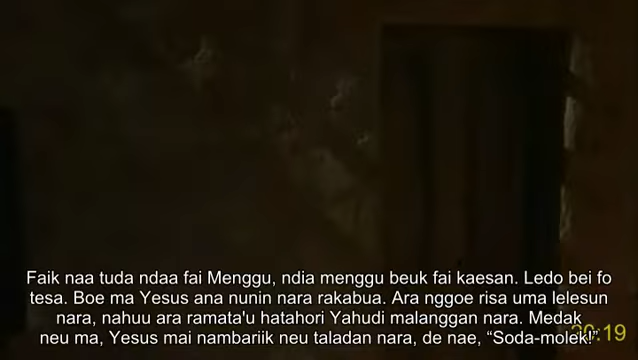 Faik naa tuda ndaa fai Menggu, ndia menggu beuk fai kaesan. Ledo bei fo
tesa. Boe ma Yesus ana nunin nara rakabua. Ara nggoe risa uma lelesun
nara, nahuu ara ramata'u hatahori Yahudi malanggan nara. Medak
neu ma, Yesus mai nambariik neu taladan nara, de nae, “Soda-molek!”
20:19